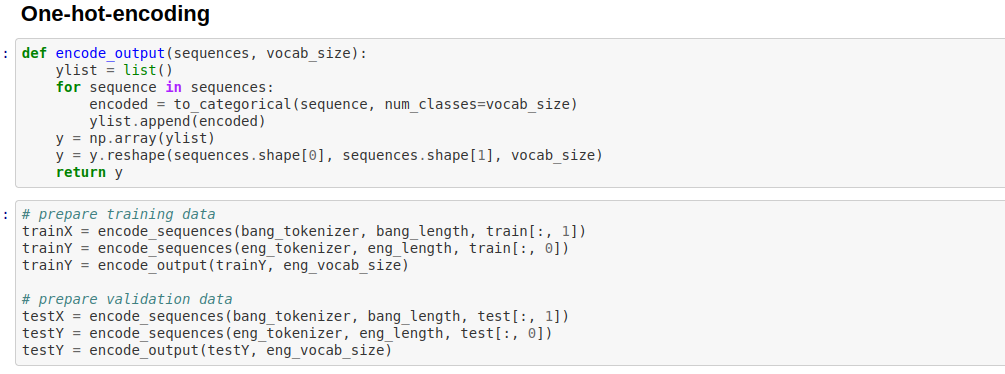 One-hot-encoding
: def encode_output(sequences, vocab_size):
    ylist = list()
    for sequence in sequences:
        encoded = to_categorical(sequence, num_classes=vocab_size)
        ylist.append(encoded)
    y = np.array(ylist)
    y = y.reshape(sequences.shape[0], sequences.shape[1], vocab_size)
    return y
: # prepare training data
trainX = encode_sequences(bang_tokenizer, bang_length, train[:, 1])
trainY = encode_sequences(eng_tokenizer, eng_length, train[:, 0])
trainY = encode_output(trainY, eng_vocab_size)
# prepare validation data
testX = encode_sequences(bang_tokenizer, bang_length, test[:, 1])
testY = encode_sequences(eng_tokenizer, eng_length, test[:, 0])
testY = encode_output(testY, eng_vocab_size)